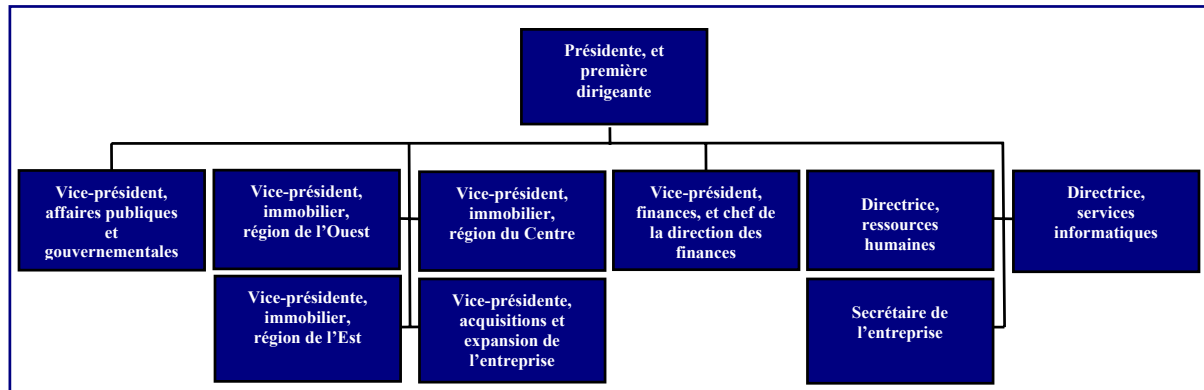 Présidente, et
première
dirigeante
Vice-président,
affaires publiques
et
gouvernementales
Vice-président,
immobilier,
région de l’Ouest
Vice-président,
immobilier,
région du Centre
Vice-président,
finances, et chef de
la direction des
finances
Directrice,
ressources
humaines
Directrice,
services
informatiques
Vice-présidente,
immobilier,
région de l’Est
Vice-présidente,
acquisitions et
expansion de
l’entreprise
Secrétaire de
l’entreprise